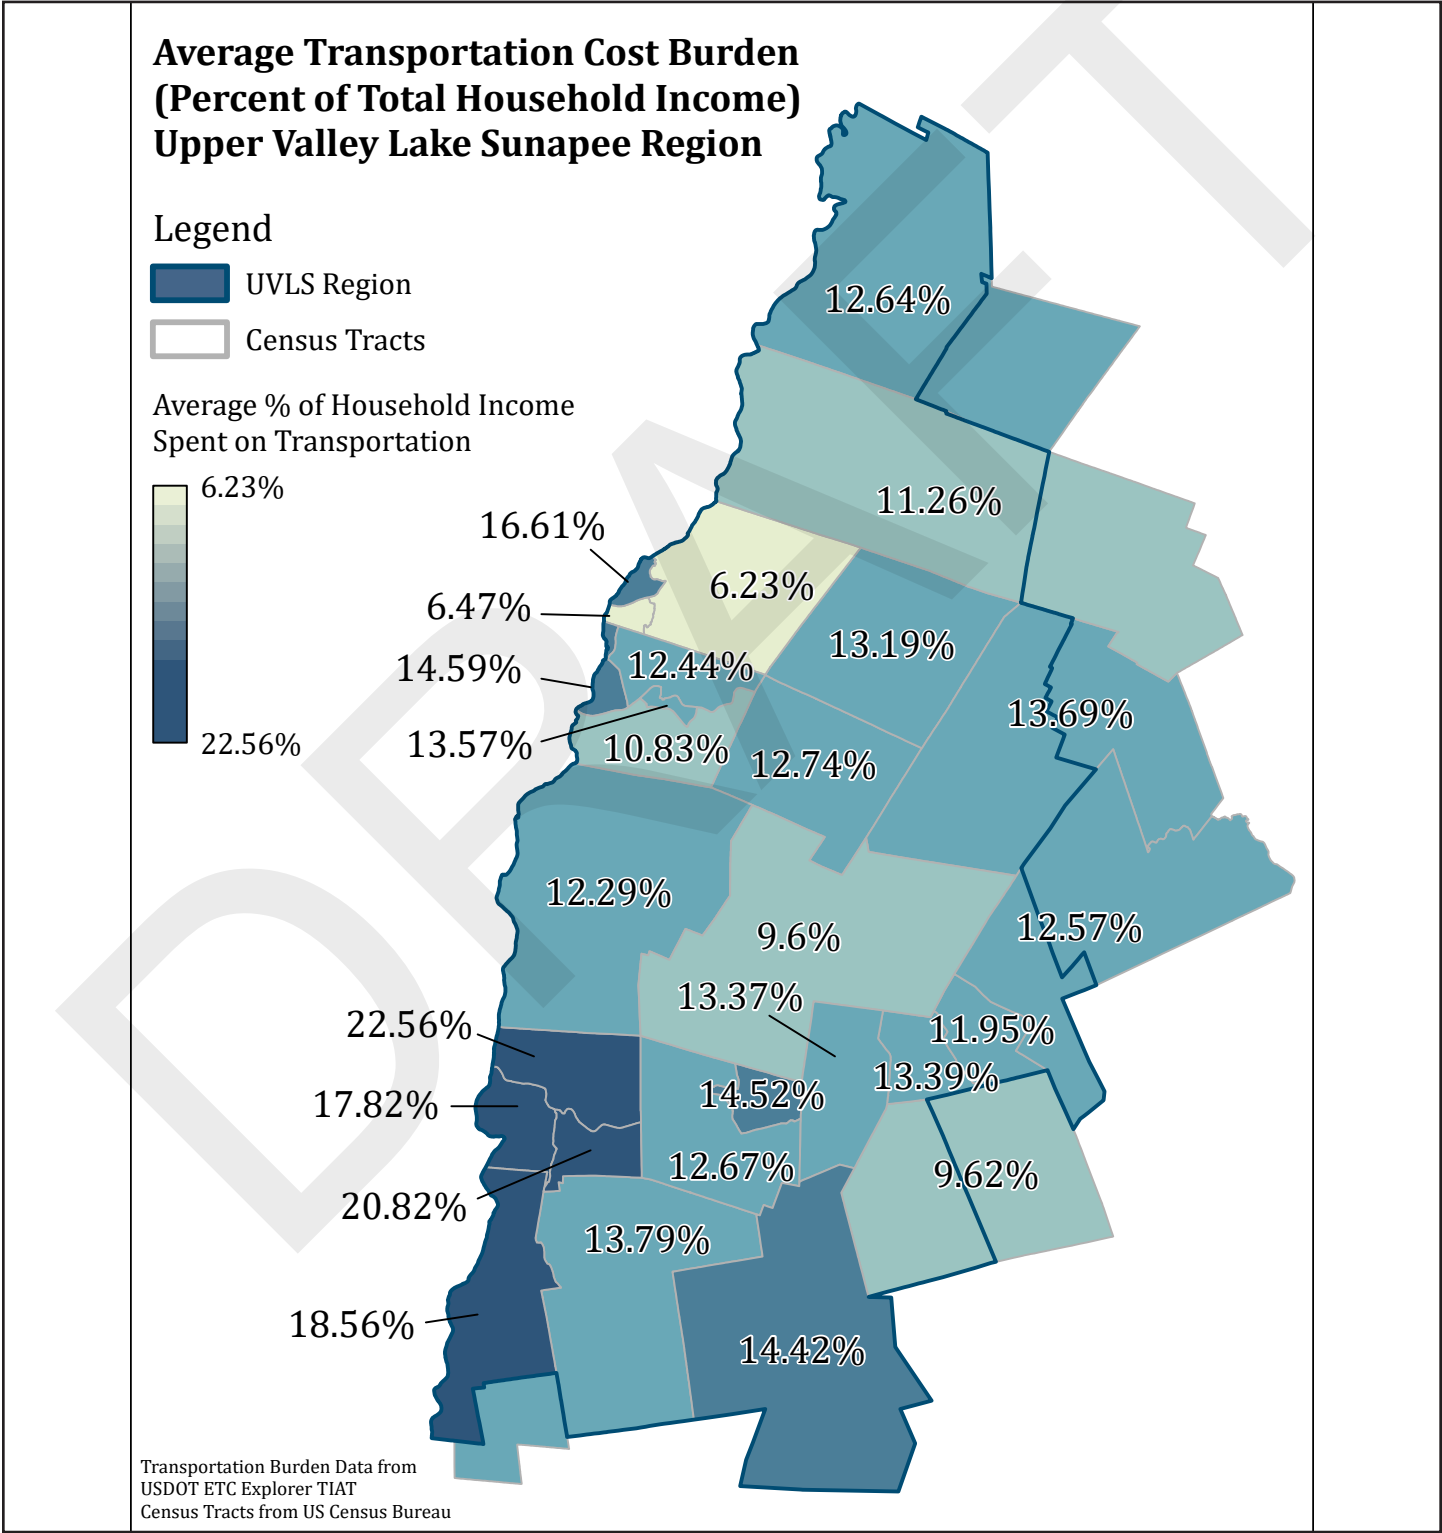 Average Transportation Cost Burden
(Percent of Total Household Income)
Upper Valley Lake Sunapee Region
Legend
UVLS Region
Census Tracts
Average % of Household Income
Spent on Transportation
6.23%
22.56%
12.64%
11.26%
16.61%
6.23%
6.47%
13.19%
14.59%
12.44%
13.69%
13.57%
10.83%
12.74%
12.29%
9.6%
12.57%
13.37%
22.56%
11.95%
13.39%
14.52%
17.82%
12.67%
9.62%
20.82%
13.79%
18.56%
14.42%
Transportation Burden Data from
USDOT ETC Explorer TIAT
Census Tracts from US Census Bureau
DRAFT